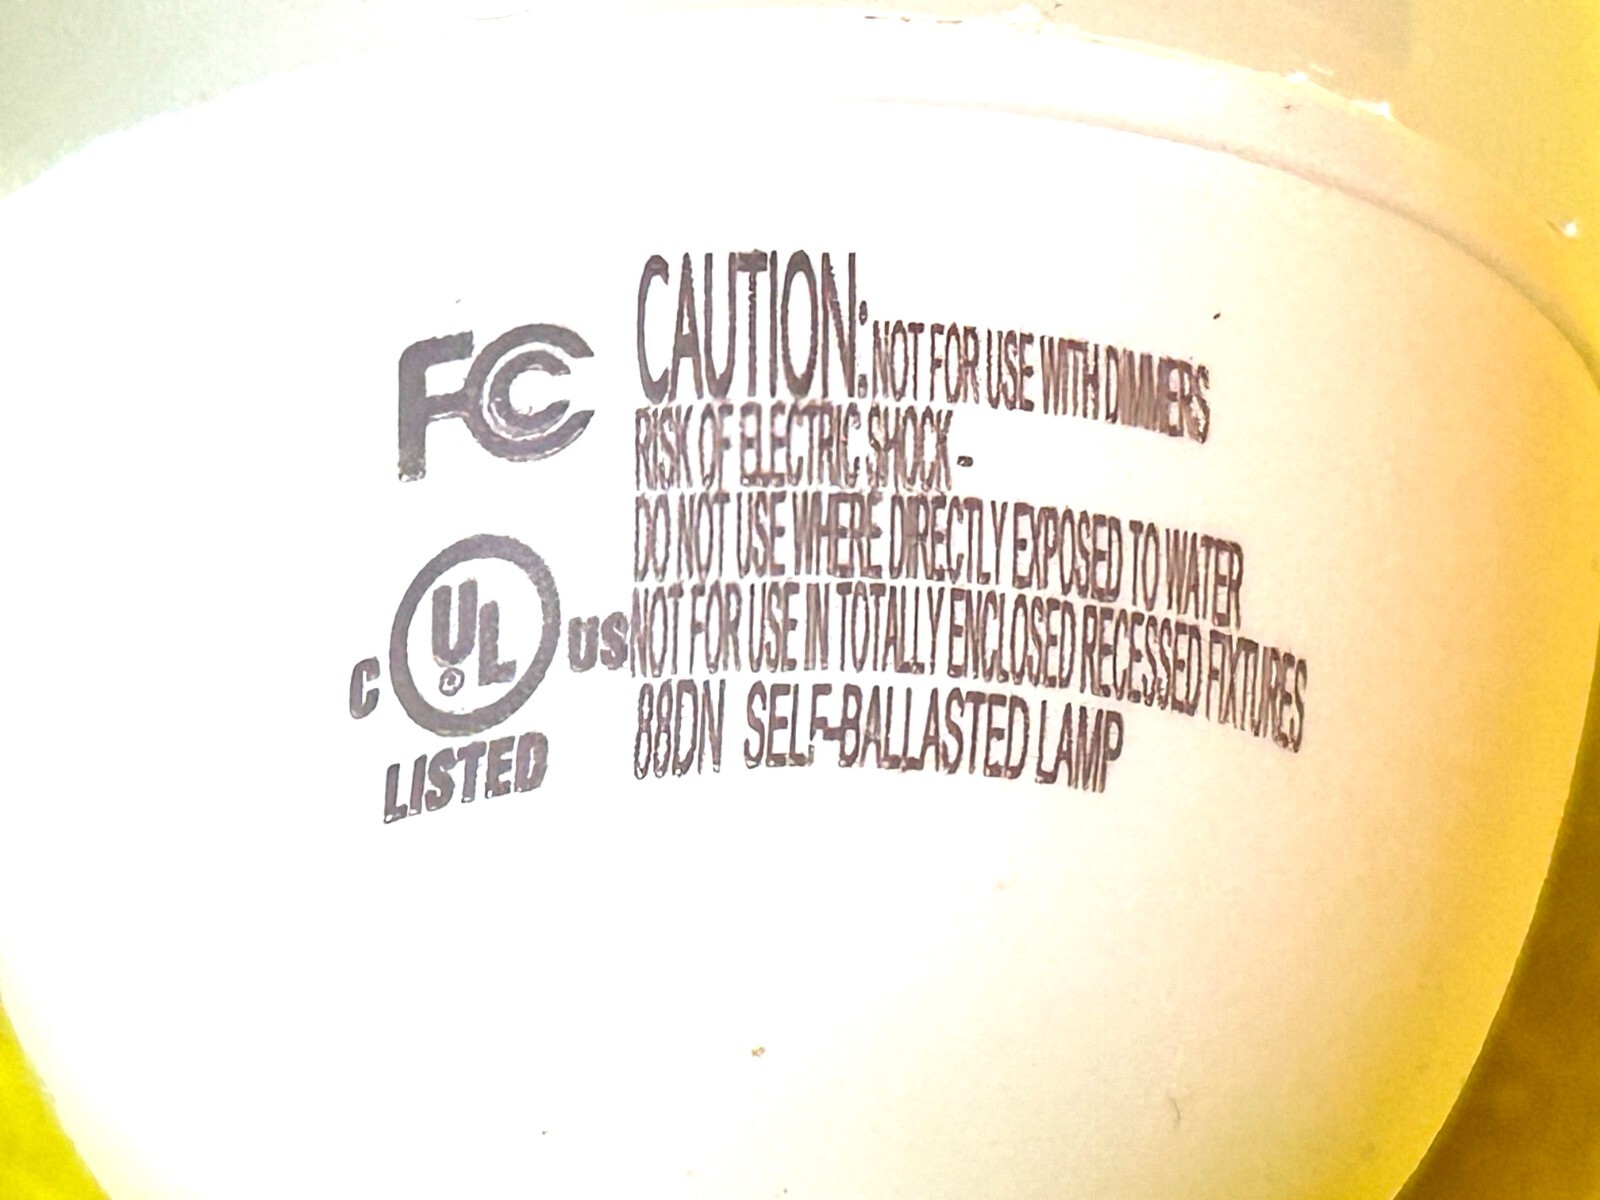 FC
CAUTION: NOT FOR USE WITH DIMMERS
RISK OF ELECTRIC SHOCK -
DO NOT USE WHERE DIRECTLY EXPOSED TO WATER
NOT FOR USE IN TOTALLY ENCLOSED RECESSED FIXTURES
88DN SELF-BALLASTED LAMP
C UL ® US
LISTED